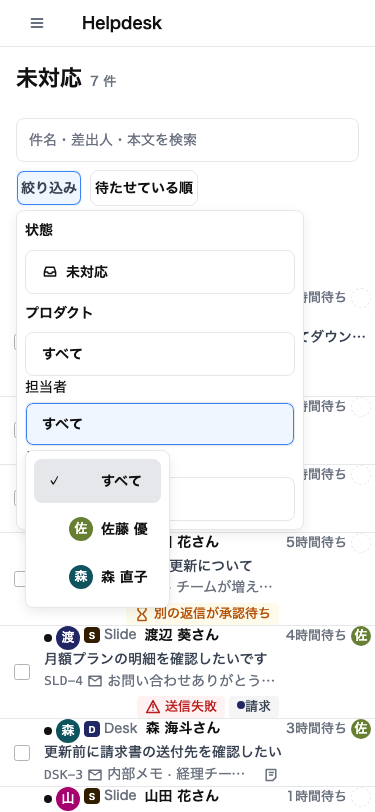 Helpdesk
未対応 7 件
件名・差出人・本文を検索
絞り込み 待たせている順
状態
未対応
プロダクト
時間待ち
てダウン…
すべて
担当者
時間待ち
すべて
時間待ち
✓ すべて
佐 佐藤 優
花さん 5時間待ち
更新について
森 森 直子
チームが増え…
別の返信が承認待ち
渡 S Slide 渡辺 葵さん 4時間待ち 佐
月額プランの明細を確認したいです
SLD-4 お問い合わせありがとう…
送信失敗 請求
森 D Desk 森 海斗さん 3時間待ち 佐
更新前に請求書の送付先を確認したい
DSK-3 内部メモ · 経理チー…
山 S Slide 山田 花さん 1時間待ち